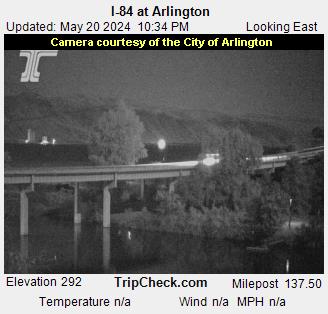 I-84 at Arlington
Updated: May 20 2024 10:34 PM Looking East
Camera courtesy of the City of Arlington
Elevation 292 TripCheck.com Milepost 137.50
Temperature n/a Wind n/a MPH n/a